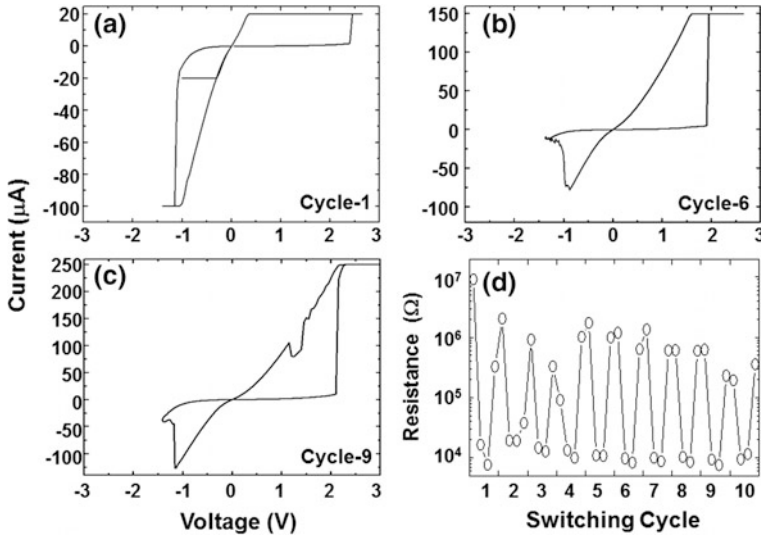 (a)
20
0
-20
-40
-60
-80
-100
-3 -2 -1 0 1 2 3
Cycle-1
(b)
150
100
50
0
-50
-100
-3 -2 -1 0 1 2 3
Cycle-6
Current (μA)
(c)
250
200
150
100
50
0
-50
-100
-3 -2 -1 0 1 2 3
Cycle-9
Voltage (V)
(d)
Resistance (Ω)
10⁷
10⁶
10⁵
10⁴
1 2 3 4 5 6 7 8 9 10
Switching Cycle